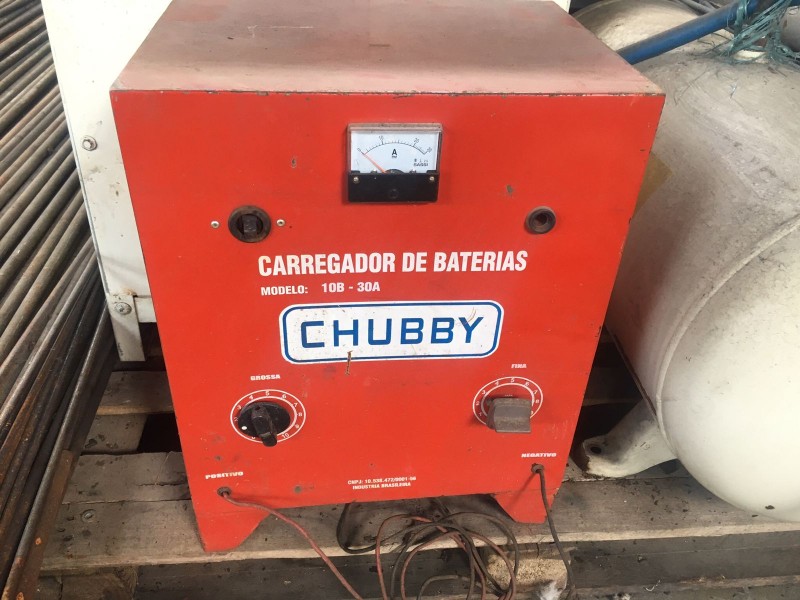 A
CARREGADOR DE BATERIAS
MODELO: 10B - 30A
CHUBBY
GROSSA
FINA
POSITIVO
NEGATIVO
INDUSTRIA BRASILEIRA